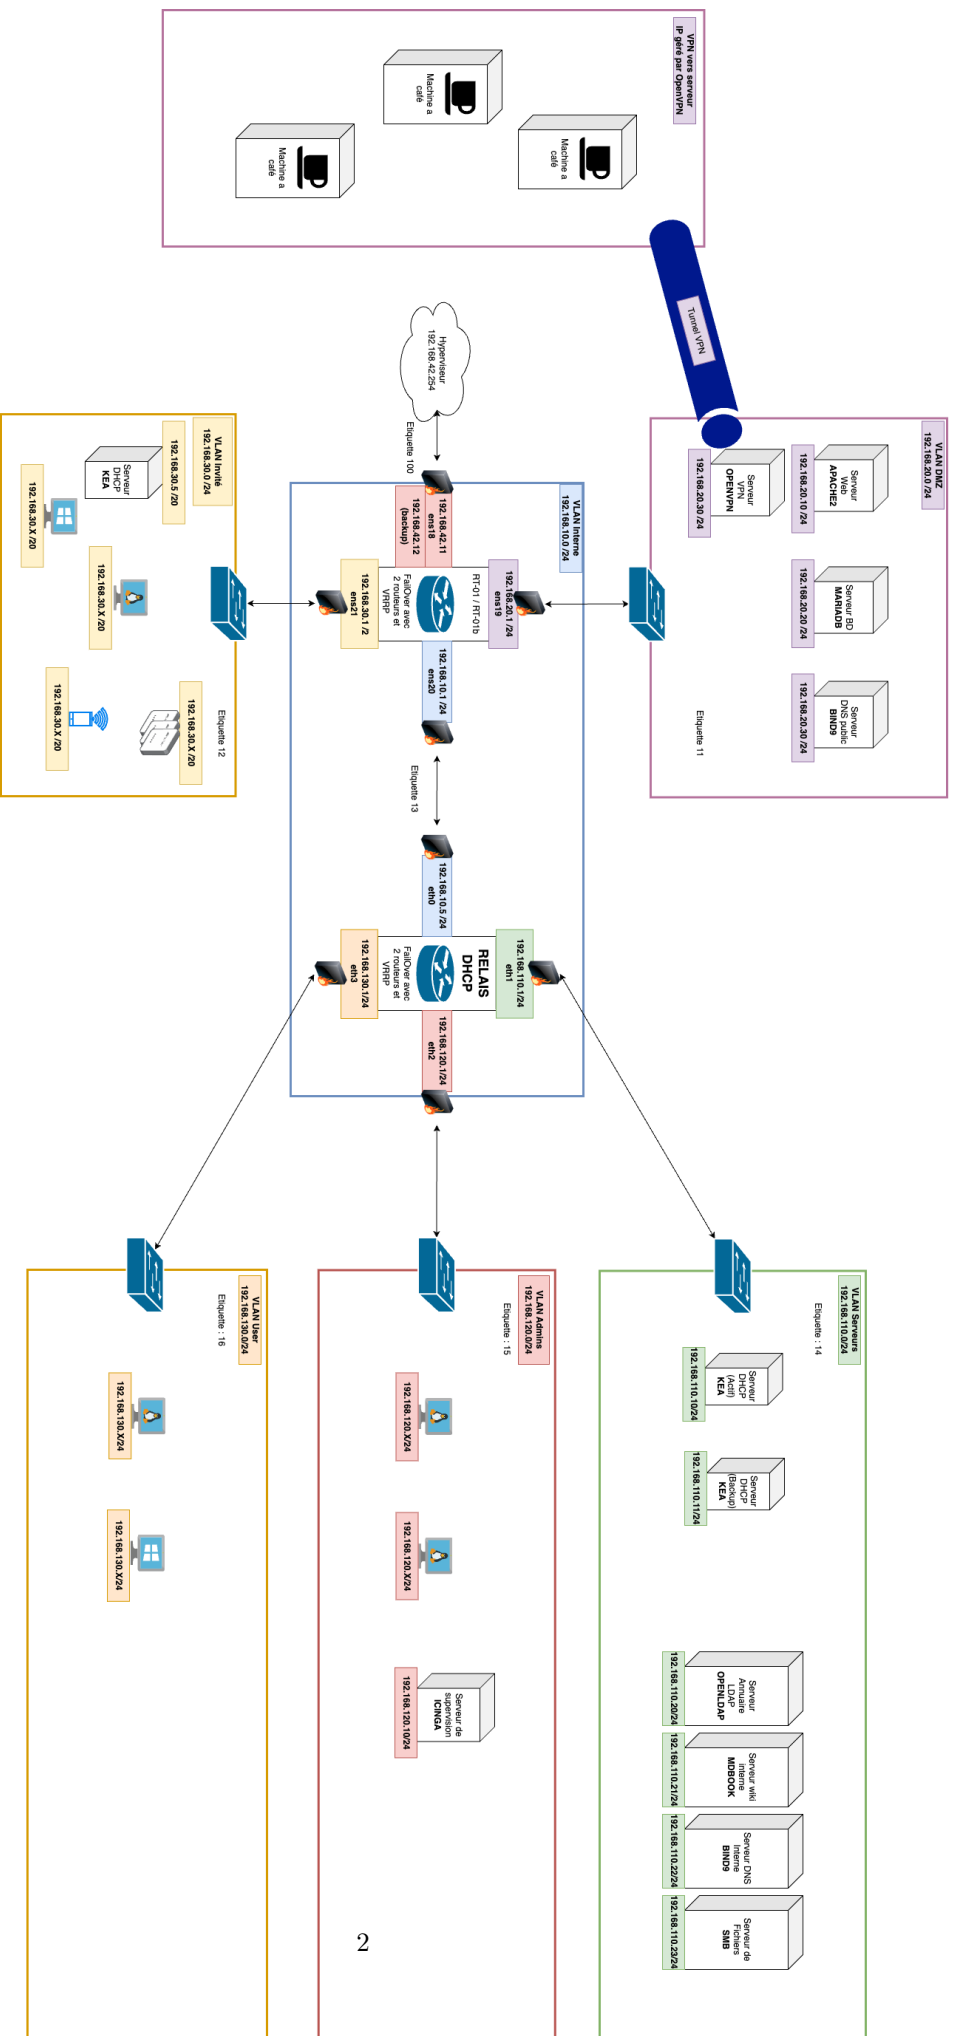 VPN vers serveur
IP géré par OpenVPN
Machine a
café
Machine a
café
Machine a
café
Tunnel VPN
Hyperviseur
192.168.42.254
Etiquette 100
VLAN DMZ
192.168.20.0 /24
Serveur
Web
APACHE2
192.168.20.10 /24
Serveur BD
MARIADB
192.168.20.20 /24
Serveur
DNS public
BIND9
192.168.20.30 /24
Serveur
VPN
OPENVPN
192.168.20.30 /24
Etiquette 11
VLAN Interne
192.168.10.0 /24
192.168.42.11
ens18
192.168.42.12
(backup)
192.168.20.1 /24
ens19
RT-01 / RT-01b
FailOver avec
2 routeurs et
VRRP
192.168.30.1 /2
ens21
192.168.10.1 /24
ens20
Etiquette 13
192.168.10.5 /24
eth0
192.168.110.1/24
eth1
RELAIS
DHCP
FailOver avec
2 routeurs et
VRRP
192.168.130.1/24
eth3
192.168.120.1/24
eth2
VLAN Invité
192.168.30.0 /24
192.168.30.5 /20
Serveur
DHCP
KEA
192.168.30.X /20
192.168.30.X /20
192.168.30.X /20
192.168.30.X /20
Etiquette 12
VLAN Serveurs
192.168.110.0/24
Etiquette : 14
Serveur
DHCP
(Actif)
KEA
192.168.110.10/24
Serveur
DHCP
(Backup)
KEA
192.168.110.11/24
Serveur
Annuaire
LDAP
OPENLDAP
192.168.110.20/24
Serveur wiki
interne
MDBOOK
192.168.110.21/24
Serveur DNS
Interne
BIND9
192.168.110.22/24
Serveur de
Fichiers
SMB
192.168.110.23/24
VLAN Admins
192.168.120.0/24
Etiquette : 15
192.168.120.X/24
192.168.120.X/24
Serveur de
supervision
ICINGA
192.168.120.10/24
VLAN User
192.168.130.0/24
Etiquette : 16
192.168.130.X/24
192.168.130.X/24
2